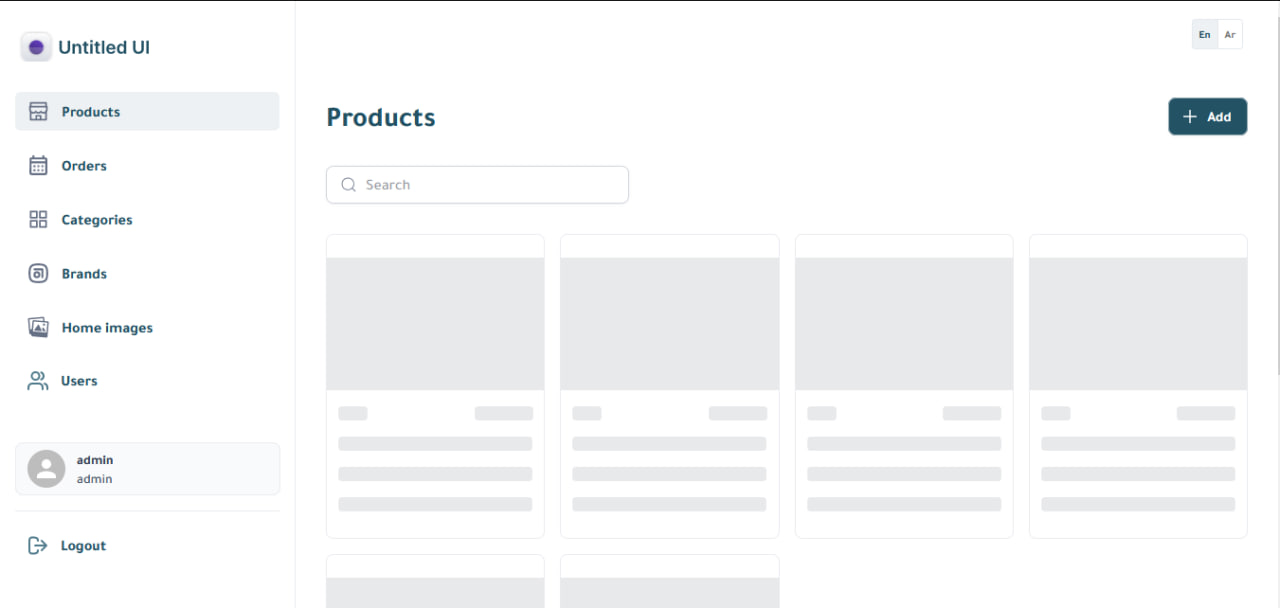 Untitled UI
En
Ar
Products
Orders
Categories
Brands
Home images
Users
admin
admin
Logout
Products
Add
Search